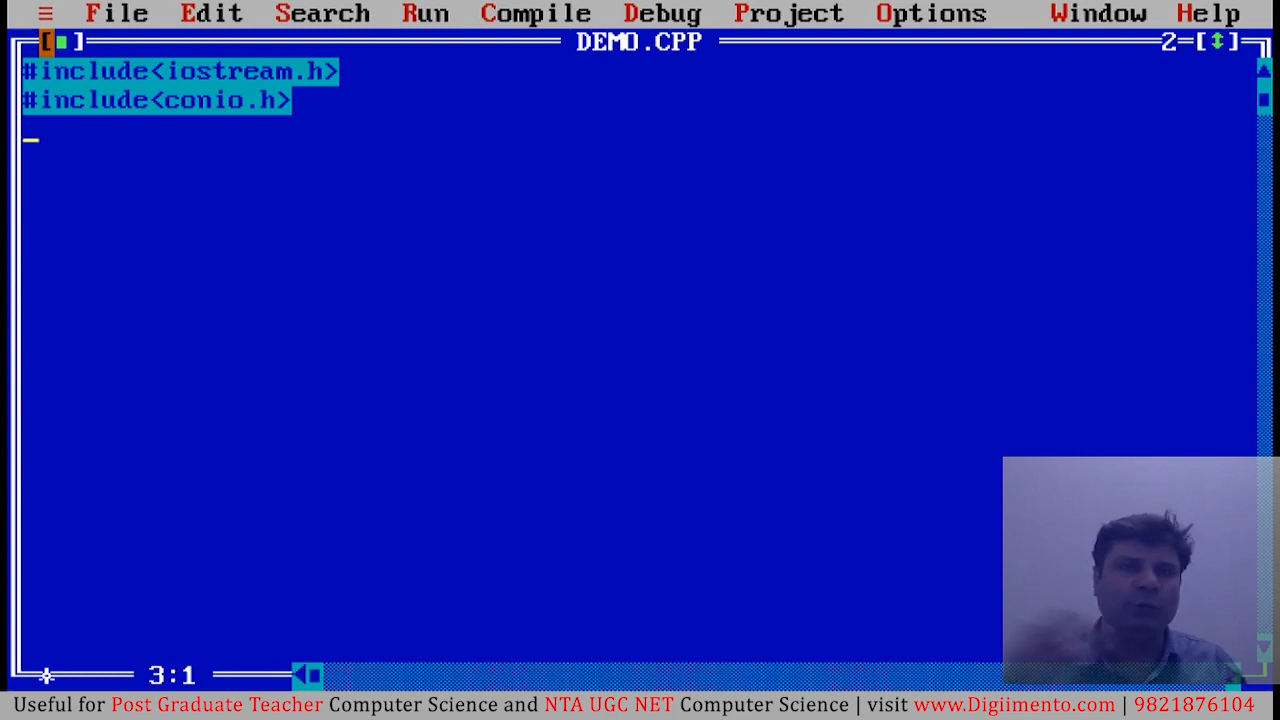 ≡ File Edit Search Run Compile Debug Project Options Window Help
[■] DEMO.CPP 2=[↕]
#include<iostream.h>
#include<conio.h>
3:1
Useful for Post Graduate Teacher Computer Science and NTA UGC NET Computer Science | visit www.Digiimento.com | 9821876104